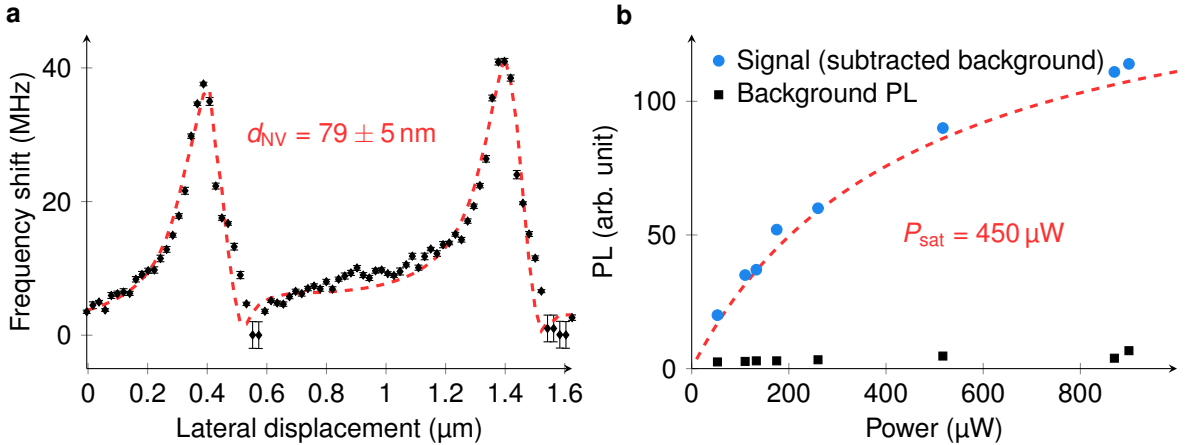 a
Frequency shift (MHz)
40
20
0
d_NV = 79 ± 5 nm
0 0.2 0.4 0.6 0.8 1 1.2 1.4 1.6
Lateral displacement (μm)
b
PL (arb. unit)
100
50
0
Signal (subtracted background)
Background PL
P_sat = 450 μW
0 200 400 600 800
Power (μW)